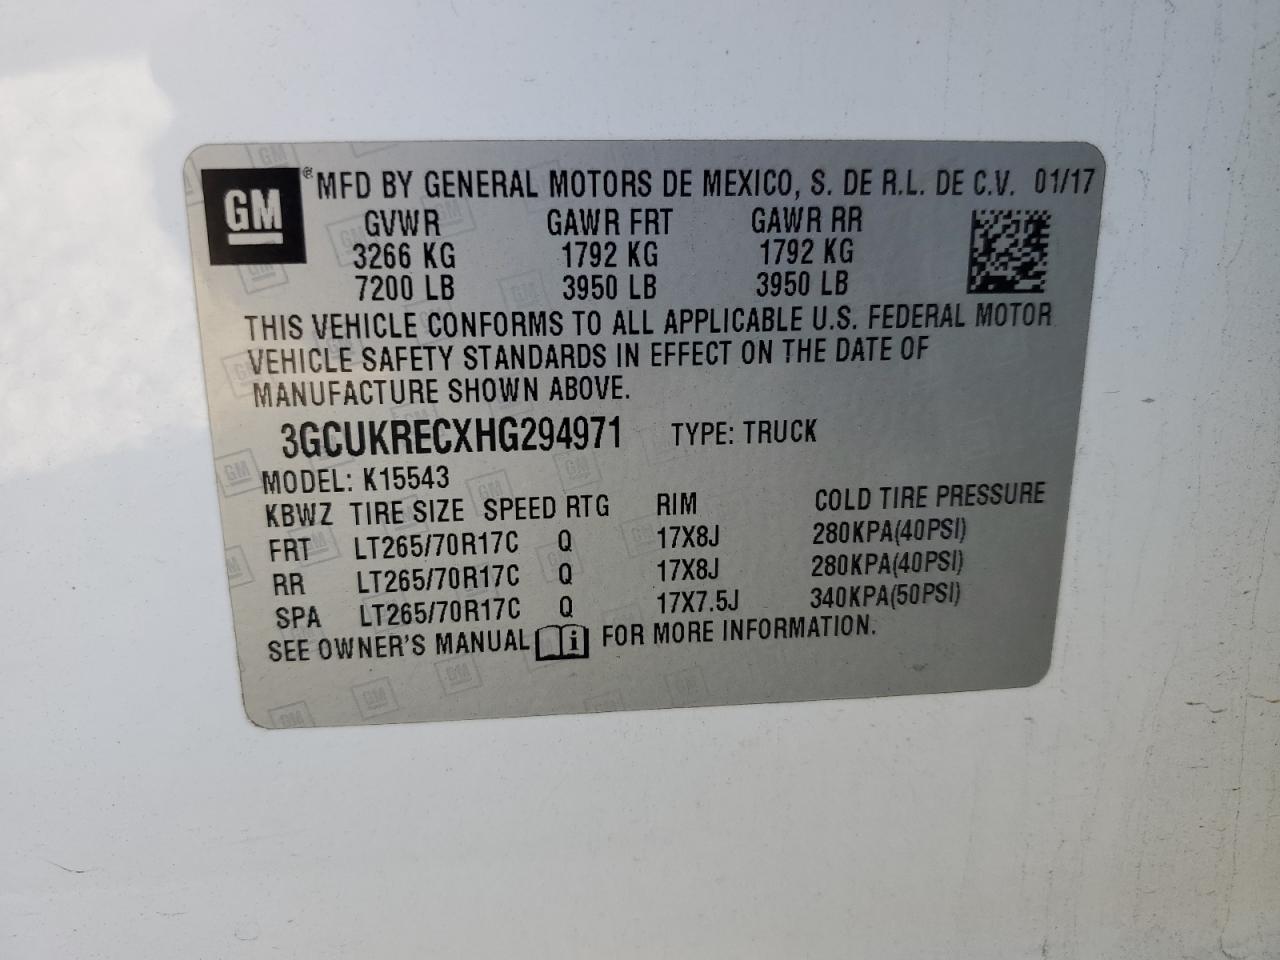 GM ® MFD BY GENERAL MOTORS DE MEXICO, S. DE R.L. DE C.V. 01/17
GVWR GAWR FRT GAWR RR
3266 KG 1792 KG 1792 KG
7200 LB 3950 LB 3950 LB
THIS VEHICLE CONFORMS TO ALL APPLICABLE U.S. FEDERAL MOTOR
VEHICLE SAFETY STANDARDS IN EFFECT ON THE DATE OF
MANUFACTURE SHOWN ABOVE.
3GCUKRECXHG294971 TYPE: TRUCK
MODEL: K15543
KBWZ TIRE SIZE SPEED RTG RIM COLD TIRE PRESSURE
FRT LT265/70R17C Q 17X8J 280KPA(40PSI)
RR LT265/70R17C Q 17X8J 280KPA(40PSI)
SPA LT265/70R17C Q 17X7.5J 340KPA(50PSI)
SEE OWNER'S MANUAL i FOR MORE INFORMATION.